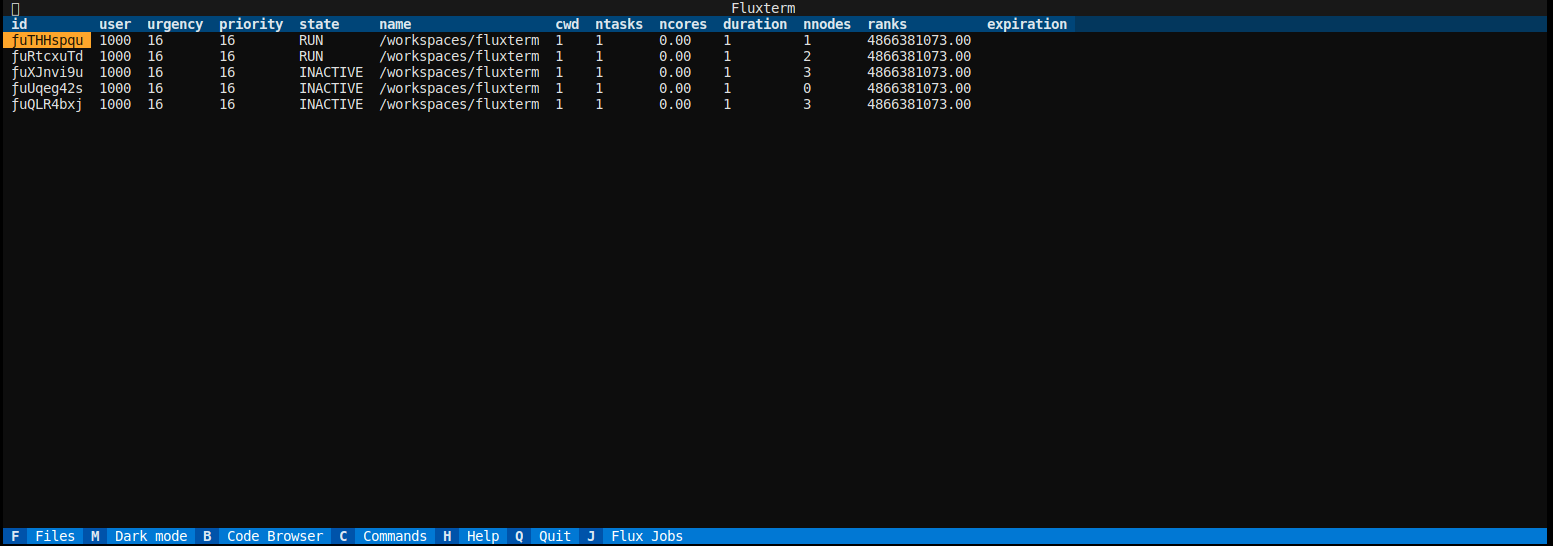 Fluxterm
id user urgency priority state name cwd ntasks ncores duration nnodes ranks expiration
ƒuTHHspqu 1000 16 16 RUN /workspaces/fluxterm 1 1 0.00 1 1 4866381073.00
ƒuRtcxuTd 1000 16 16 RUN /workspaces/fluxterm 1 1 0.00 1 2 4866381073.00
ƒuXJnvi9u 1000 16 16 INACTIVE /workspaces/fluxterm 1 1 0.00 1 3 4866381073.00
ƒuUqeg42s 1000 16 16 INACTIVE /workspaces/fluxterm 1 1 0.00 1 0 4866381073.00
ƒuQLR4bxj 1000 16 16 INACTIVE /workspaces/fluxterm 1 1 0.00 1 3 4866381073.00
F Files M Dark mode B Code Browser C Commands H Help Q Quit J Flux Jobs